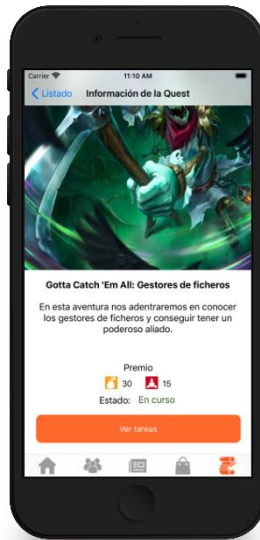 Carrier 11:10 AM
Listado Información de la Quest
Gotta Catch 'Em All: Gestores de ficheros
En esta aventura nos adentraremos en conocer
los gestores de ficheros y conseguir tener un
poderoso aliado.
Premio
30 15
Estado: En curso
Ver tareas